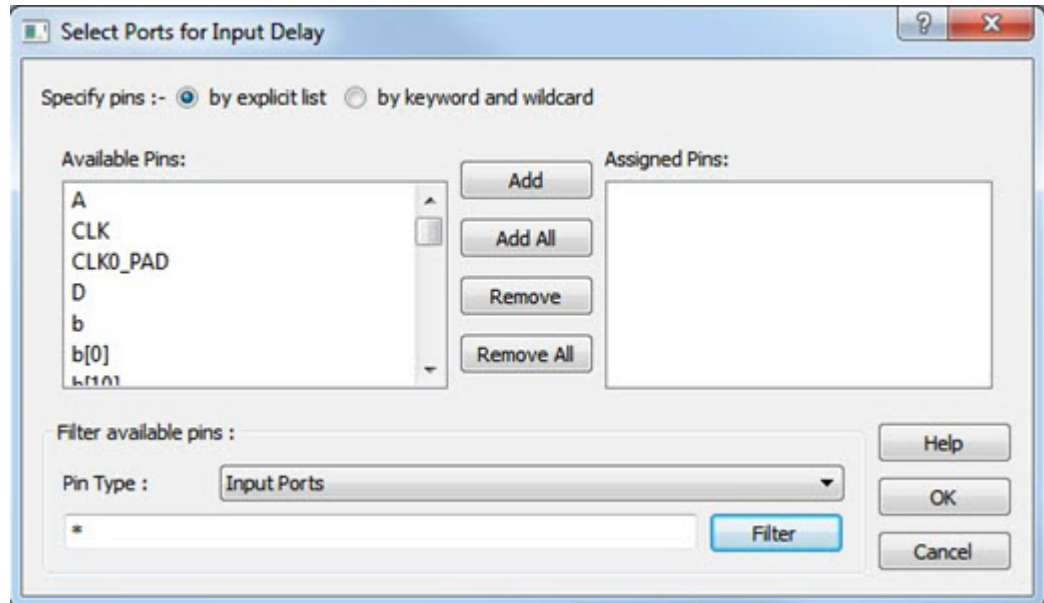 Select Ports for Input Delay
Specify pins :- by explicit list by keyword and wildcard
Available Pins:
A
CLK
CLK0_PAD
D
b
b[0]
b[10]
Add
Add All
Remove
Remove All
Assigned Pins:
Filter available pins :
Pin Type : Input Ports
*
Filter
Help
OK
Cancel